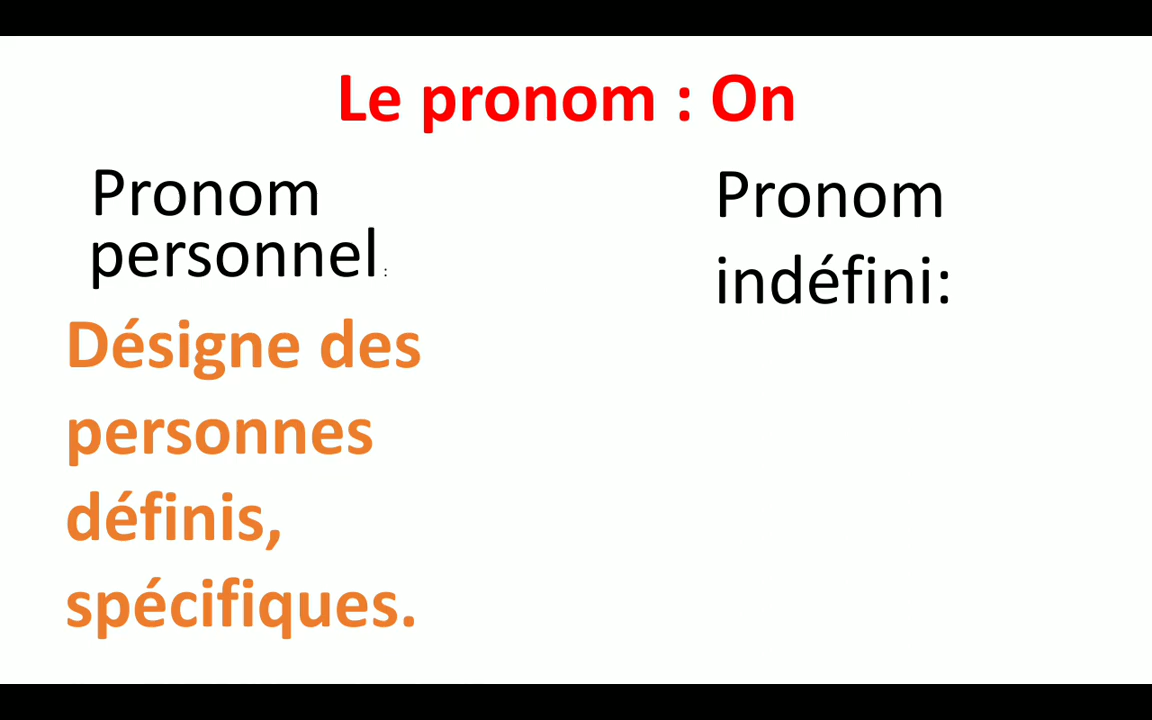 Le pronom : On
Pronom
personnel :
Désigne des
personnes
définis,
spécifiques.
Pronom
indéfini: